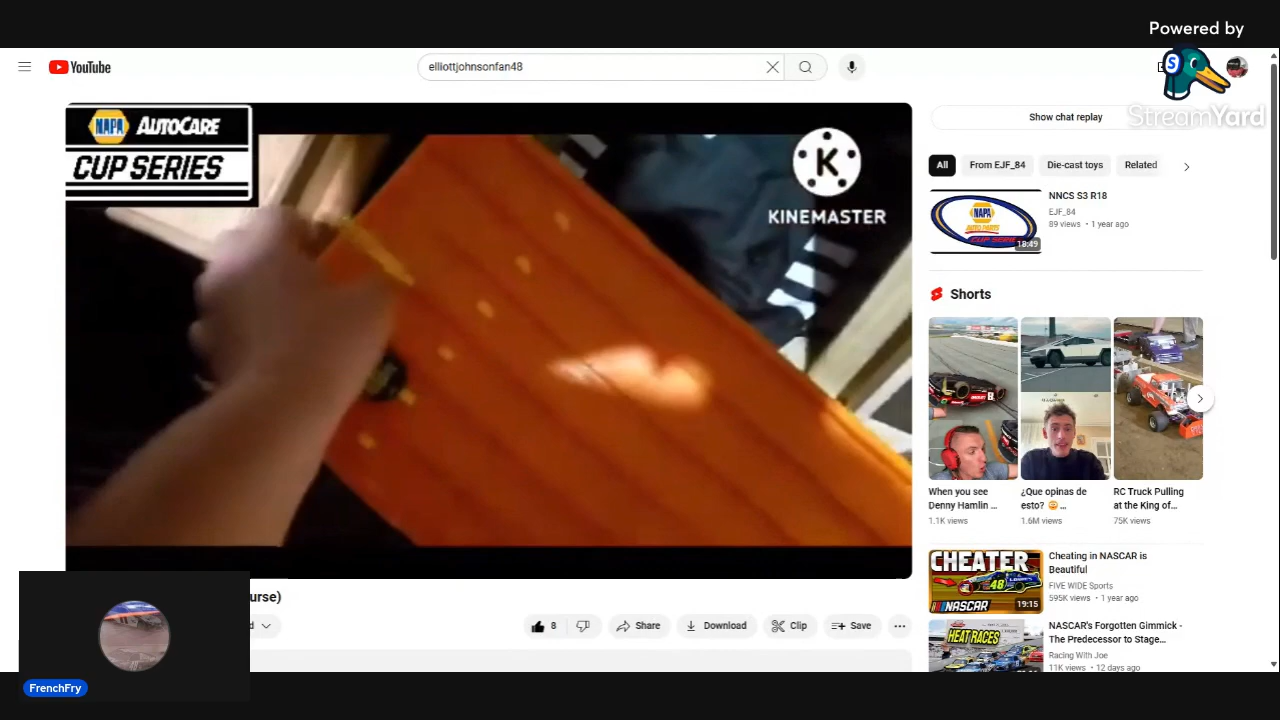 Powered by
StreamYard
YouTube
elliottjohnsonfan48
NAPA AUTOCARE
CUP SERIES
K
KINEMASTER
urse)
d
8
Share
Download
Clip
Save
Show chat replay
All
From EJF_84
Die-cast toys
Related
NAPA
AUTO PARTS
CUP SERIES
18:49
NNCS S3 R18
EJF_84
89 views • 1 year ago
Shorts
When you see
Denny Hamlin ...
1.1K views
¿Que opinas de
esto? 😳 ...
1.6M views
RC Truck Pulling
at the King of...
75K views
CHEATER
48
NASCAR
19:15
Cheating in NASCAR is
Beautiful
FIVE WIDE Sports
595K views • 1 year ago
HEAT RACES
NASCAR's Forgotten Gimmick -
The Predecessor to Stage...
Racing With Joe
11K views • 12 days ago
FrenchFry